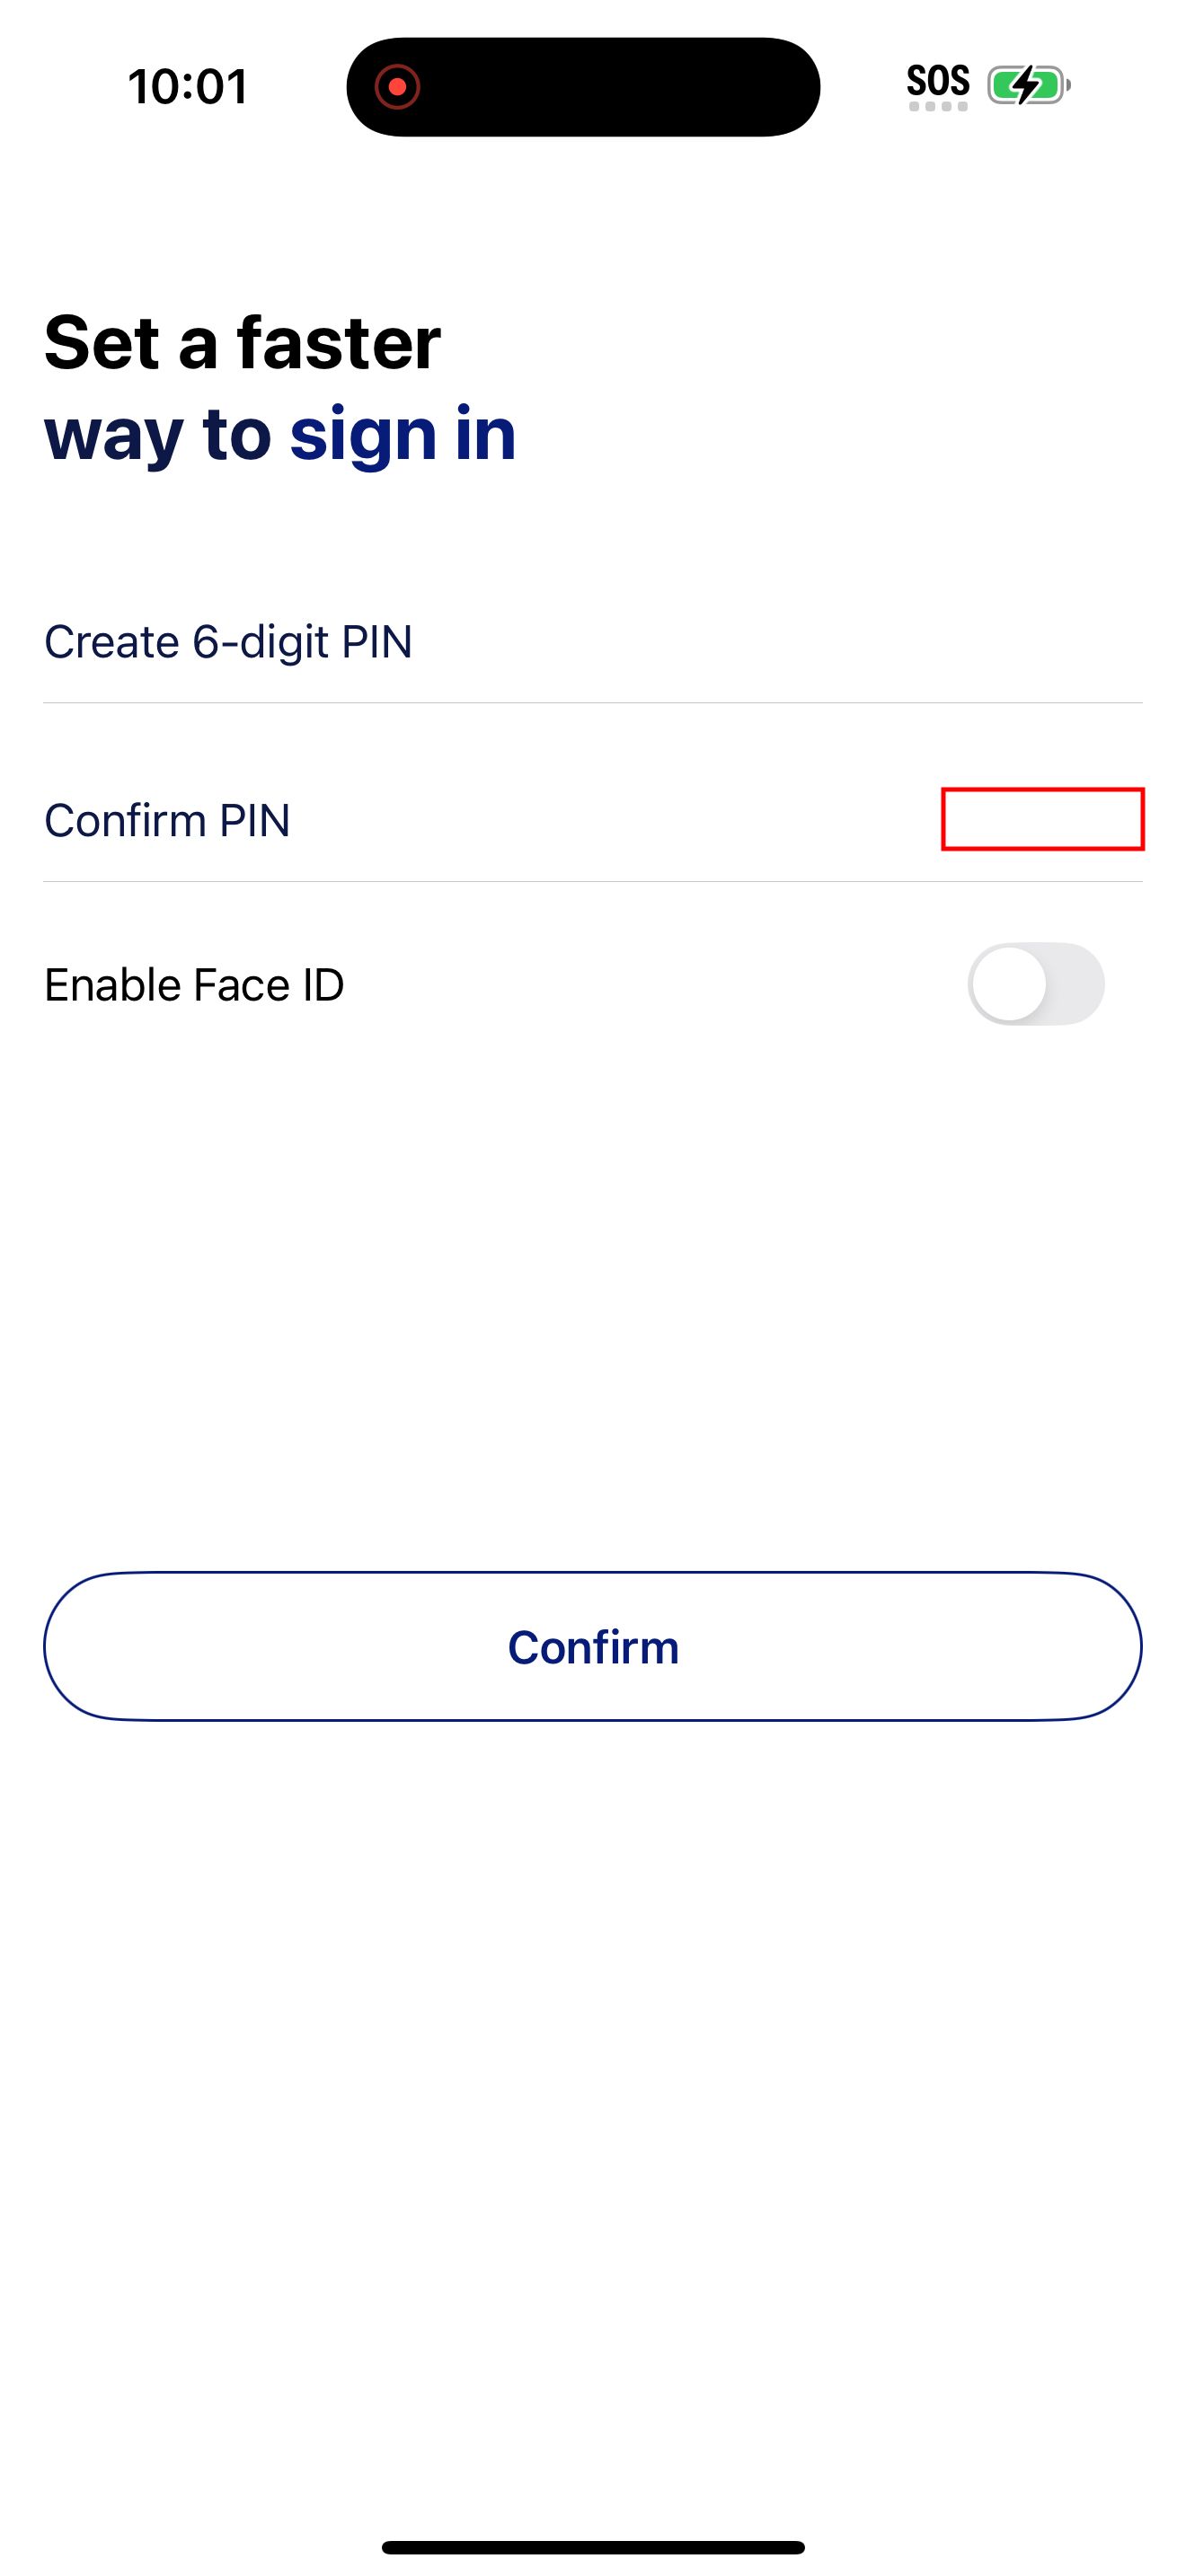 10:01
SOS
Set a faster
way to sign in
Create 6-digit PIN
Confirm PIN
Enable Face ID
Confirm